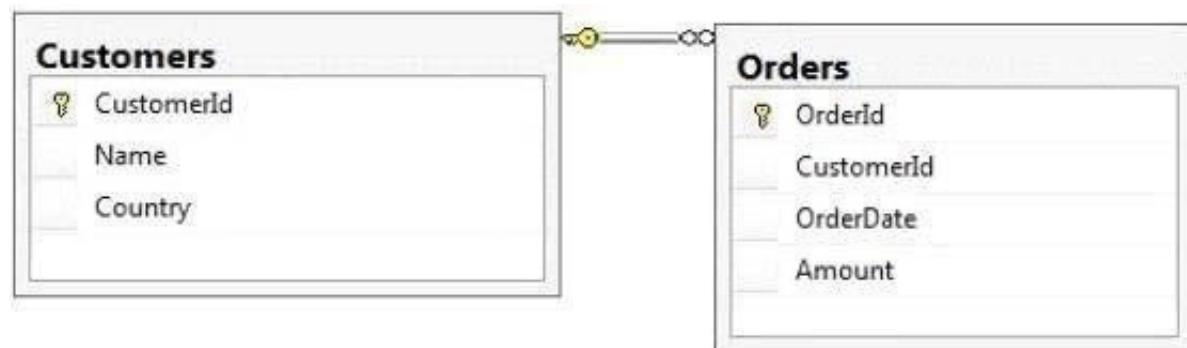 Customers
CustomerId
Name
Country
Orders
OrderId
CustomerId
OrderDate
Amount